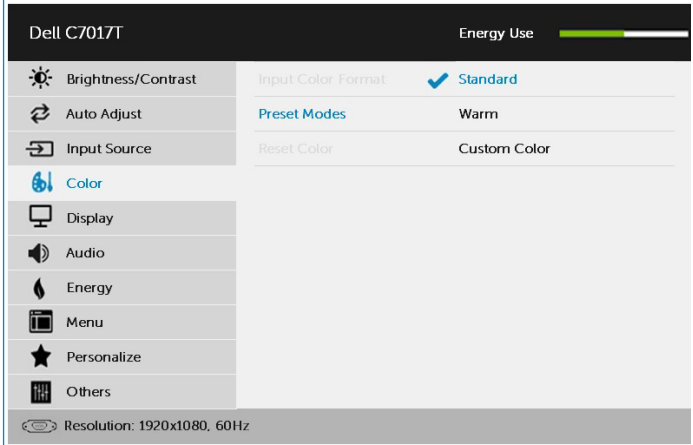 Dell C7017T Energy Use
Brightness/Contrast Input Color Format Standard
Auto Adjust Preset Modes Warm
Input Source Reset Color Custom Color
Color
Display
Audio
Energy
Menu
Personalize
Others
Resolution: 1920x1080, 60Hz